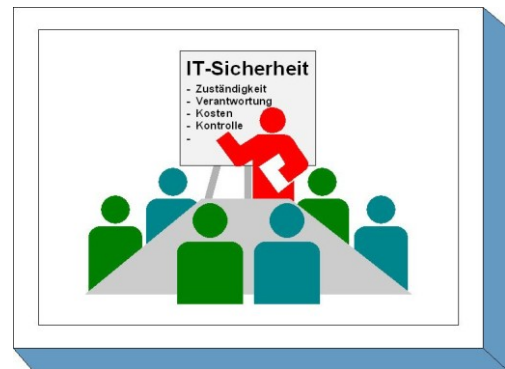 IT-Sicherheit
- Zuständigkeit
- Verantwortung
- Kosten
- Kontrolle
-